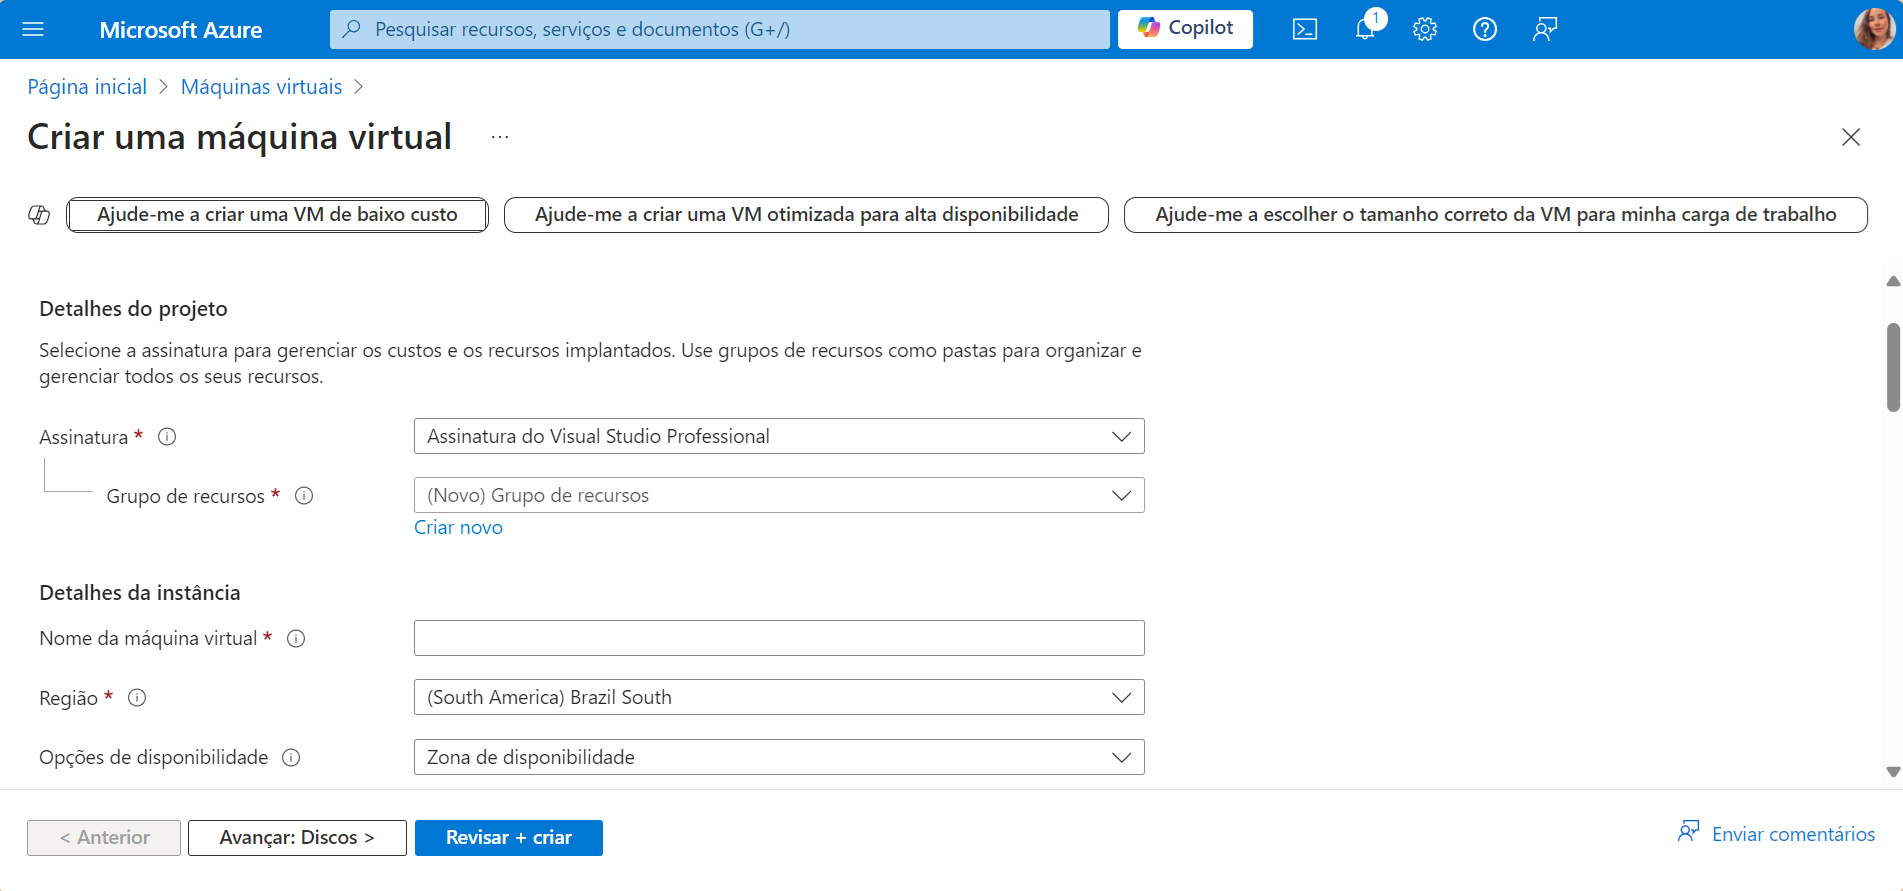 Microsoft Azure
Pesquisar recursos, serviços e documentos (G+/)
Copilot
1
Página inicial > Máquinas virtuais >
Criar uma máquina virtual ...
Ajude-me a criar uma VM de baixo custo
Ajude-me a criar uma VM otimizada para alta disponibilidade
Ajude-me a escolher o tamanho correto da VM para minha carga de trabalho
Detalhes do projeto
Selecione a assinatura para gerenciar os custos e os recursos implantados. Use grupos de recursos como pastas para organizar e
gerenciar todos os seus recursos.
Assinatura *
Assinatura do Visual Studio Professional
Grupo de recursos *
(Novo) Grupo de recursos
Criar novo
Detalhes da instância
Nome da máquina virtual *
Região *
(South America) Brazil South
Opções de disponibilidade
Zona de disponibilidade
< Anterior
Avançar: Discos >
Revisar + criar
Enviar comentários